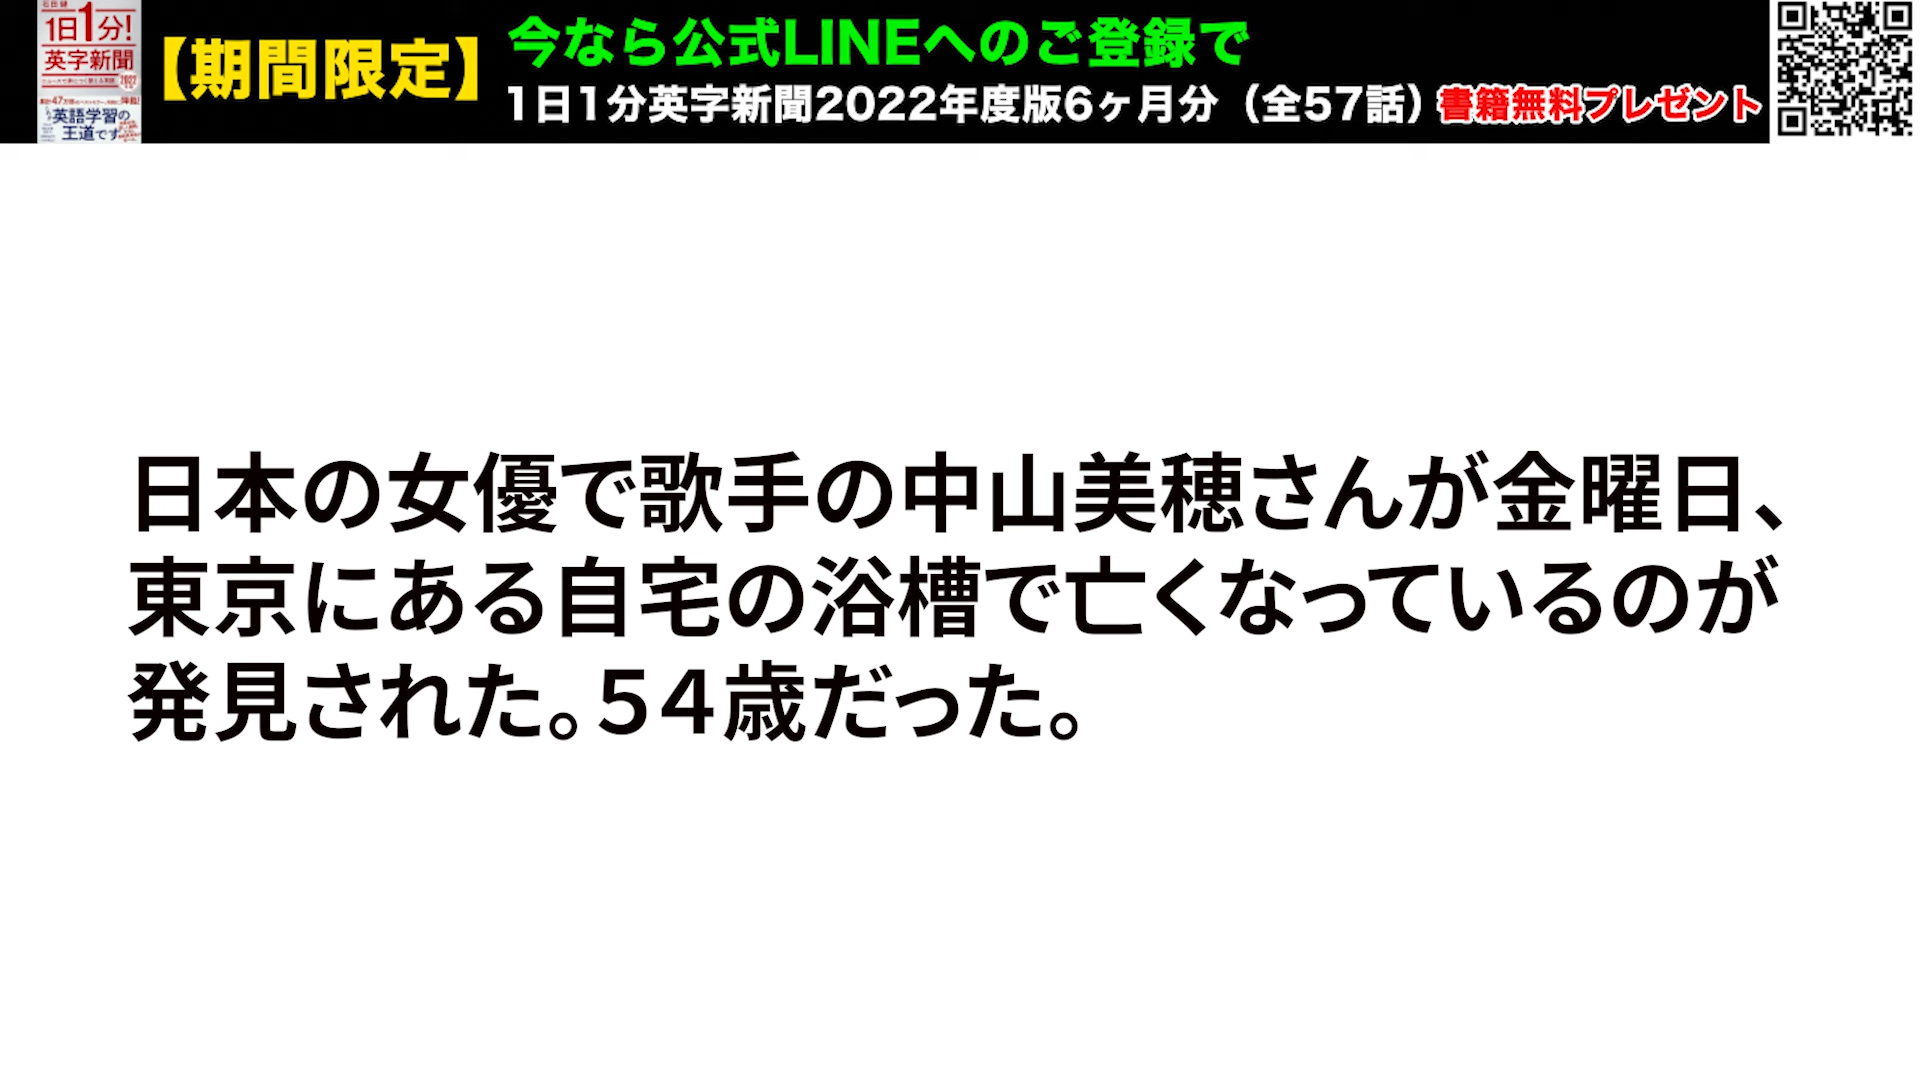 石田健
1日1分!
英字新聞
2022
英語学習の
王道です
【期間限定】
今なら公式LINEへのご登録で
1日1分英字新聞2022年度版6ヶ月分（全57話）書籍無料プレゼント
日本の女優で歌手の中山美穂さんが金曜日、
東京にある自宅の浴槽で亡くなっているのが
発見された。54歳だった。